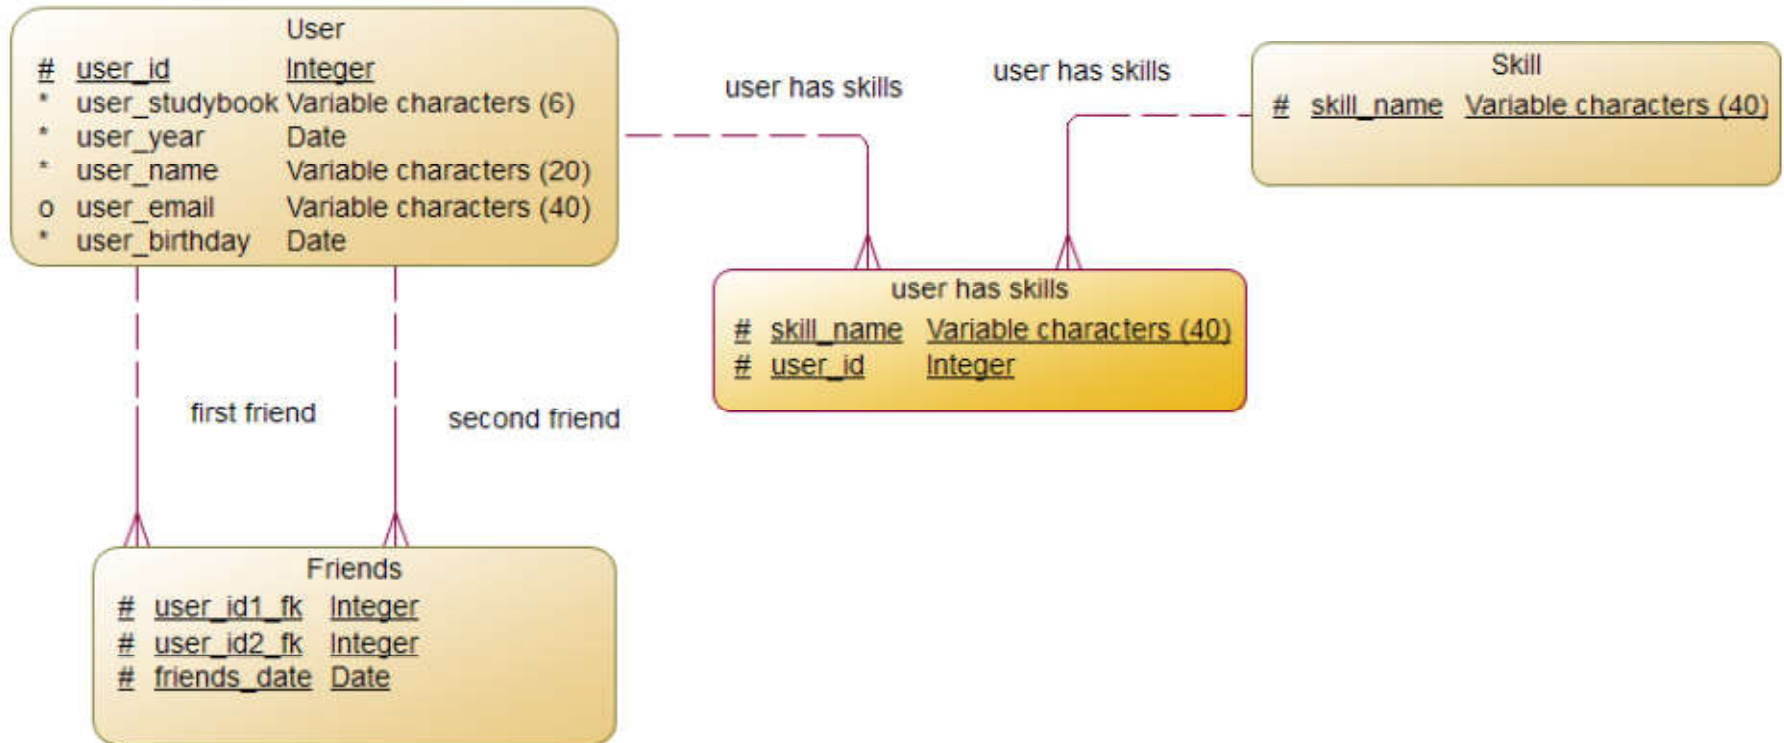 User
# user_id Integer
* user_studybook Variable characters (6)
* user_year Date
* user_name Variable characters (20)
o user_email Variable characters (40)
* user_birthday Date
user has skills
user has skills
Skill
# skill_name Variable characters (40)
user has skills
# skill_name Variable characters (40)
# user_id Integer
first friend
second friend
Friends
# user_id1_fk Integer
# user_id2_fk Integer
# friends_date Date